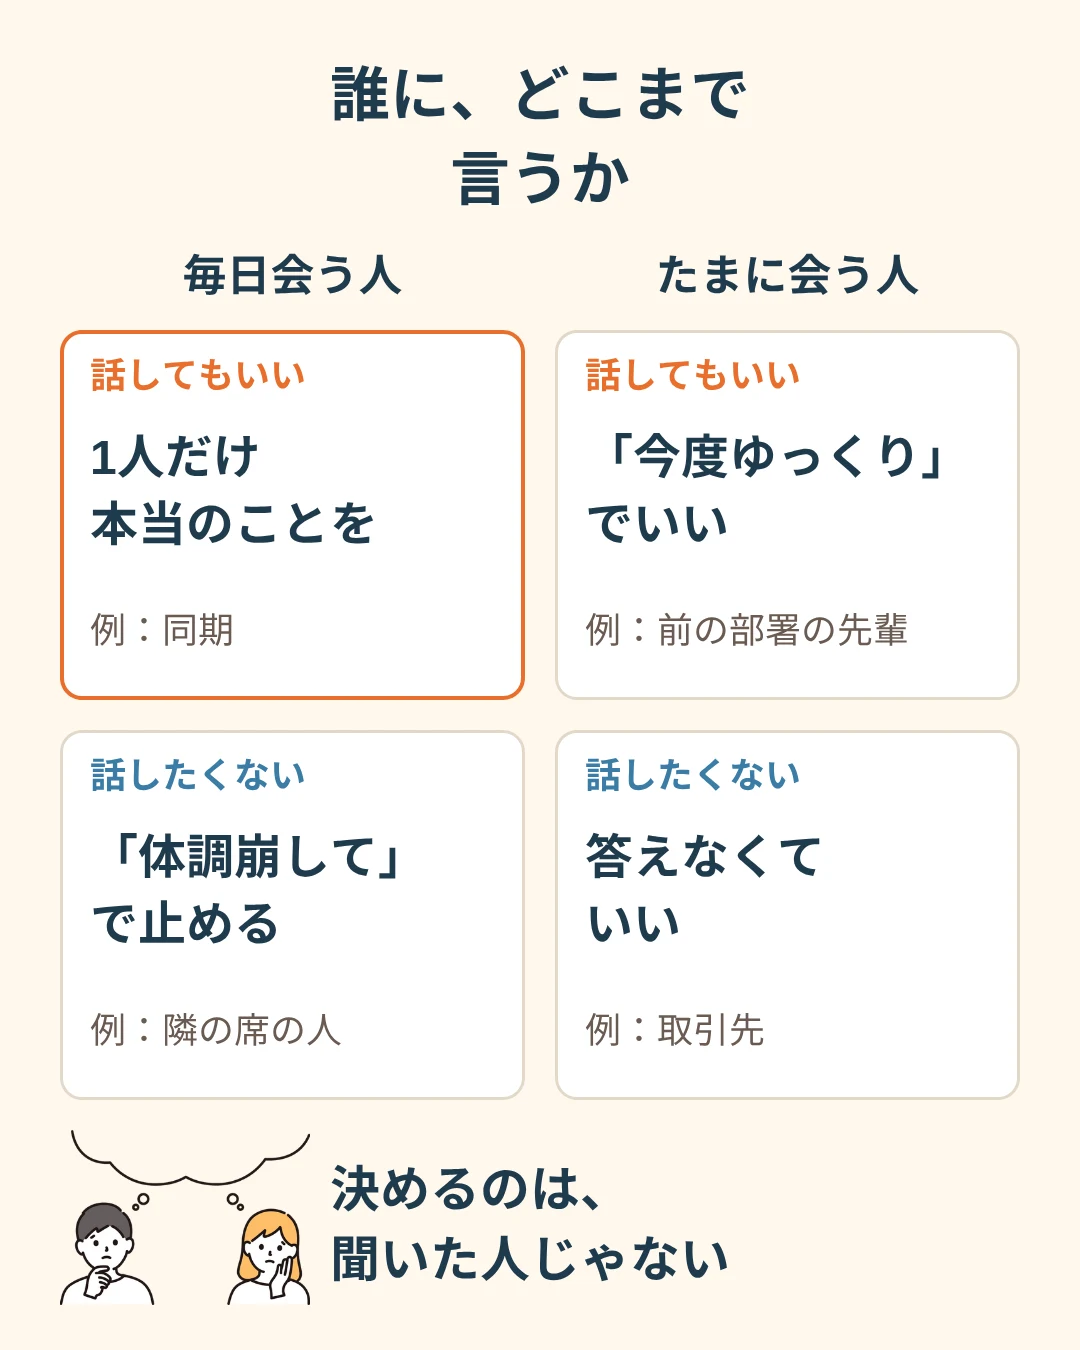 誰に、どこまで
言うか
毎日会う人
たまに会う人
話してもいい
1人だけ
本当のことを
例：同期
話してもいい
「今度ゆっくり」
でいい
例：前の部署の先輩
話したくない
「体調崩して」
で止める
例：隣の席の人
話したくない
答えなくて
いい
例：取引先
決めるのは、
聞いた人じゃない